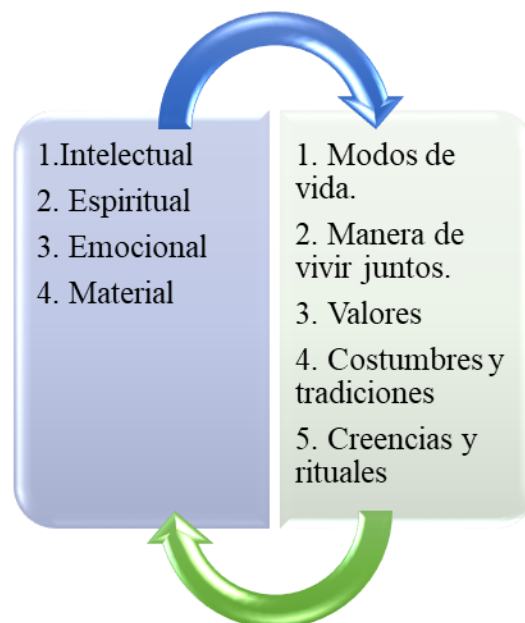 1.Intelectual
2. Espiritual
3. Emocional
4. Material
1. Modos de
vida.
2. Manera de
vivir juntos.
3. Valores
4. Costumbres y
tradiciones
5. Creencias y
rituales